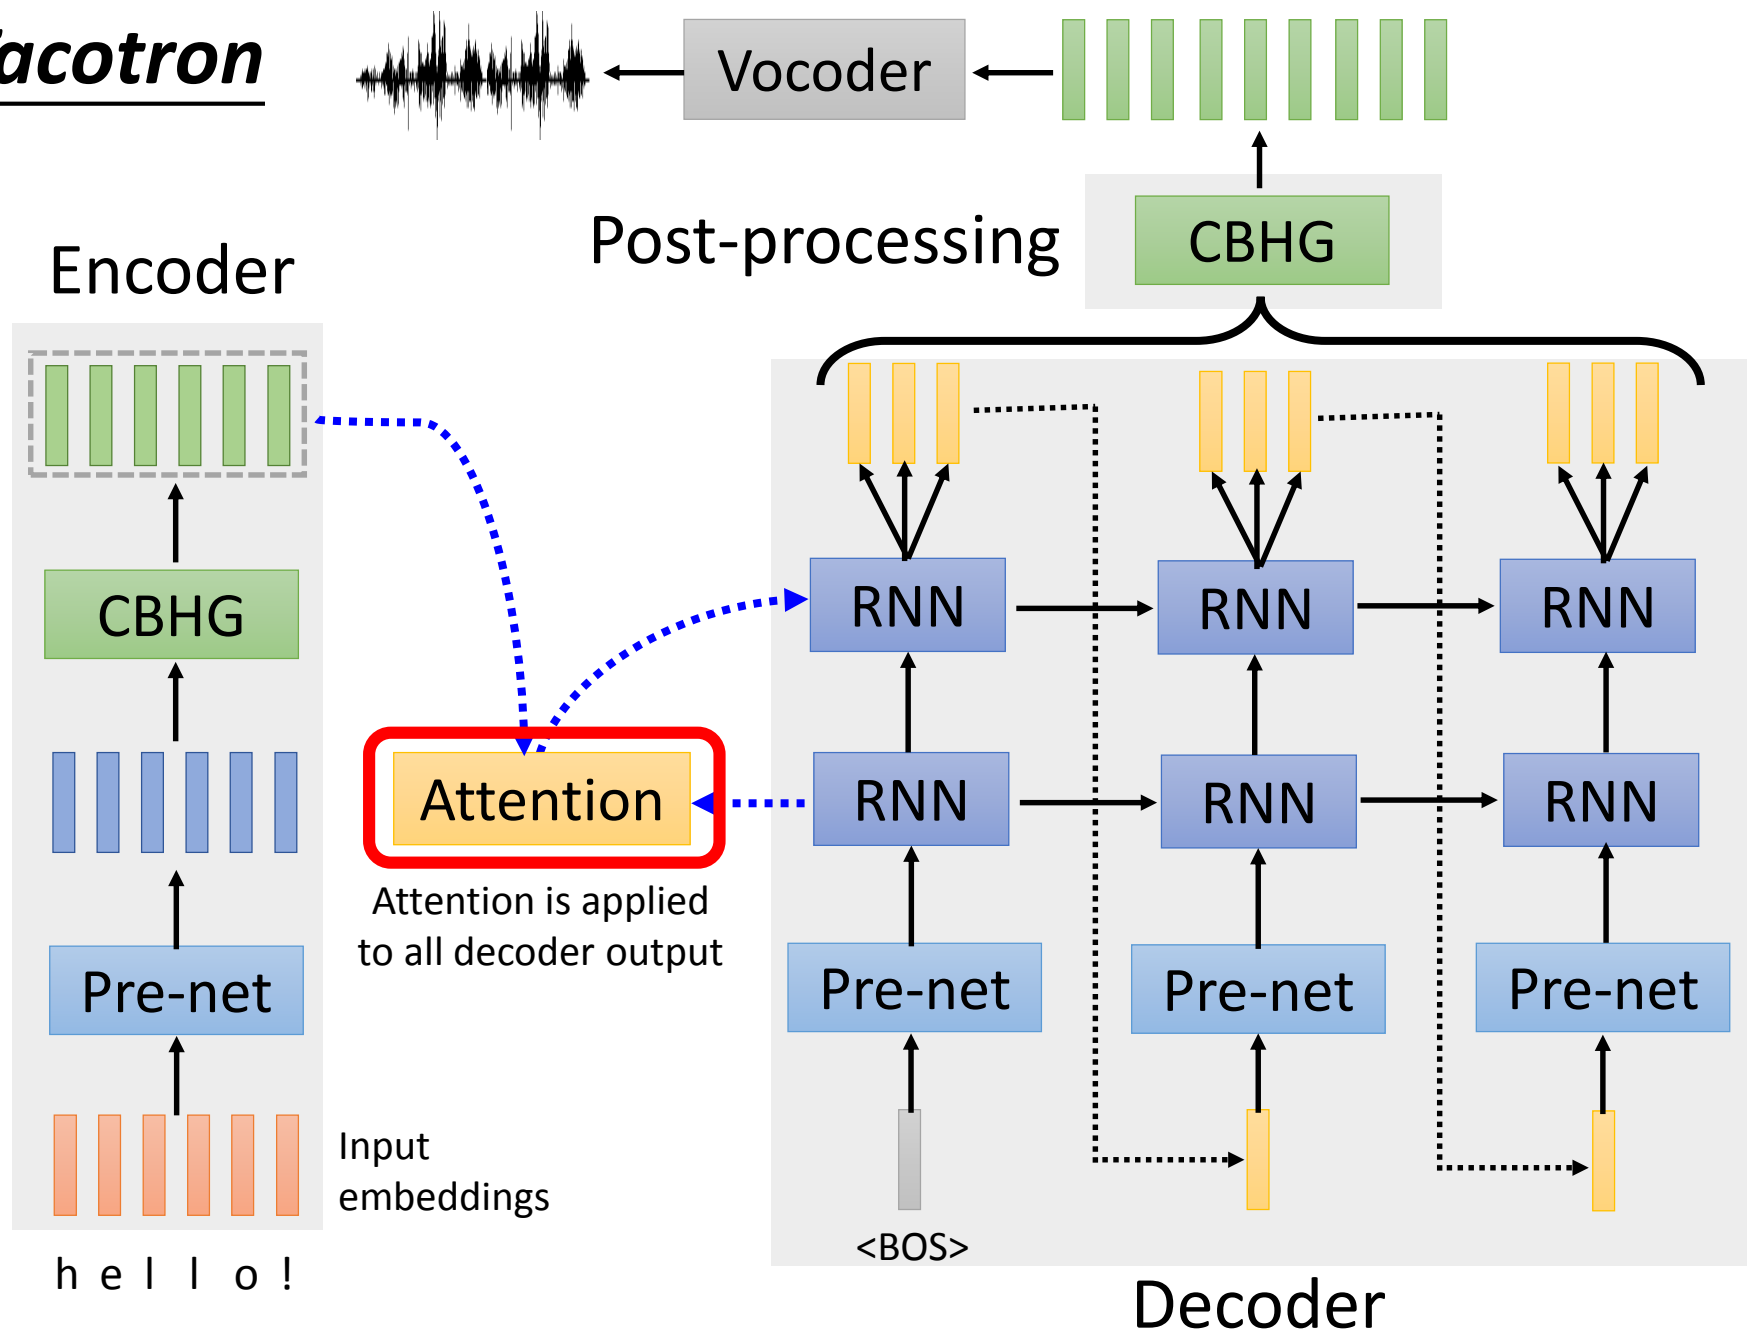 acotron
Vocoder
Post-processing
CBHG
Encoder
CBHG
RNN
RNN
RNN
Attention
RNN
RNN
RNN
Attention is applied
to all decoder output
Pre-net
Pre-net
Pre-net
Pre-net
Input
embeddings
<BOS>
h e l l o !
Decoder